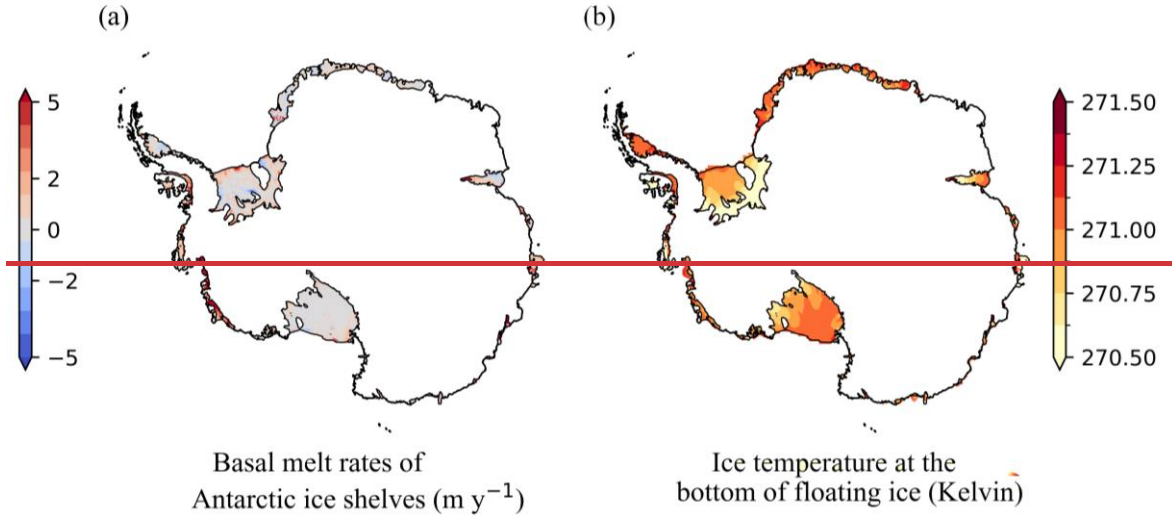 (a)
(b)
5
2
0
−2
−5
271.50
271.25
271.00
270.75
270.50
Basal melt rates of
Antarctic ice shelves (m y⁻¹)
Ice temperature at the
bottom of floating ice (Kelvin)